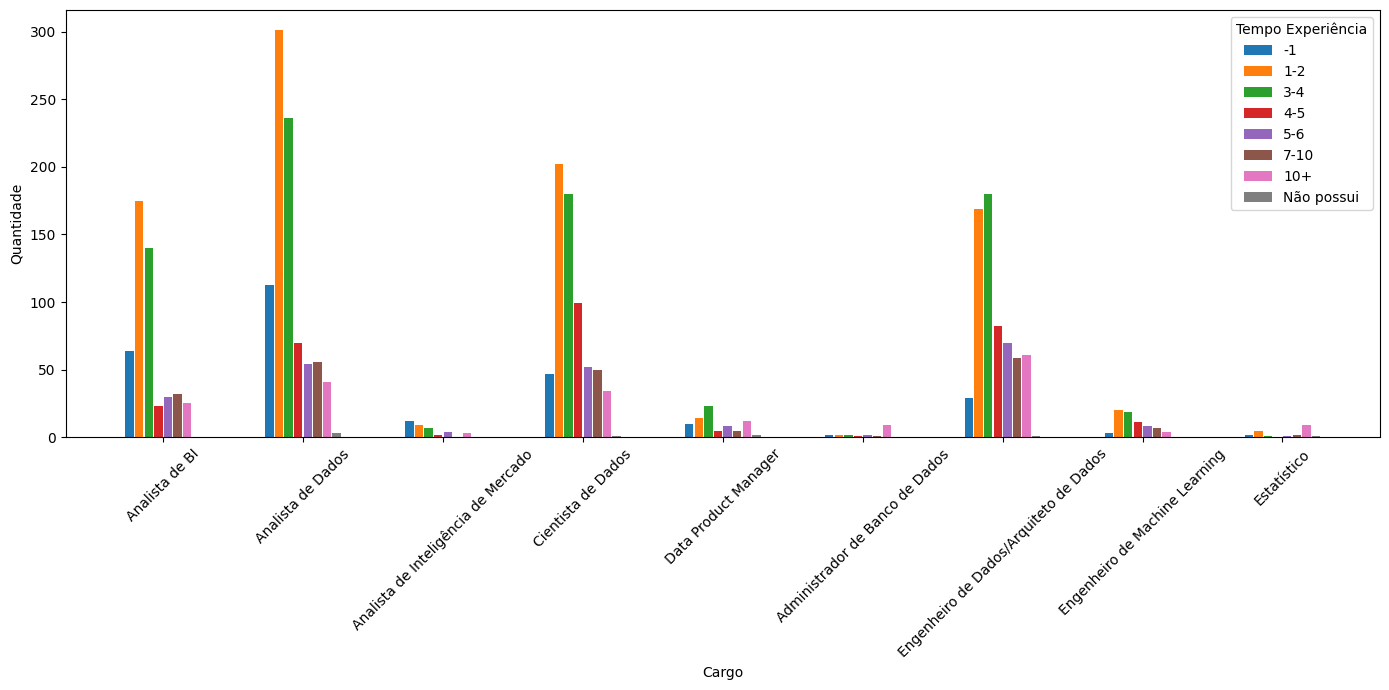 Tempo Experiência
-1
1-2
3-4
4-5
5-6
7-10
10+
Não possui
Quantidade
300
250
200
150
100
50
0
Analista de BI
Analista de Dados
Analista de Inteligência de Mercado
Cientista de Dados
Data Product Manager
Administrador de Banco de Dados
Engenheiro de Dados/Arquiteto de Dados
Engenheiro de Machine Learning
Estatístico
Cargo